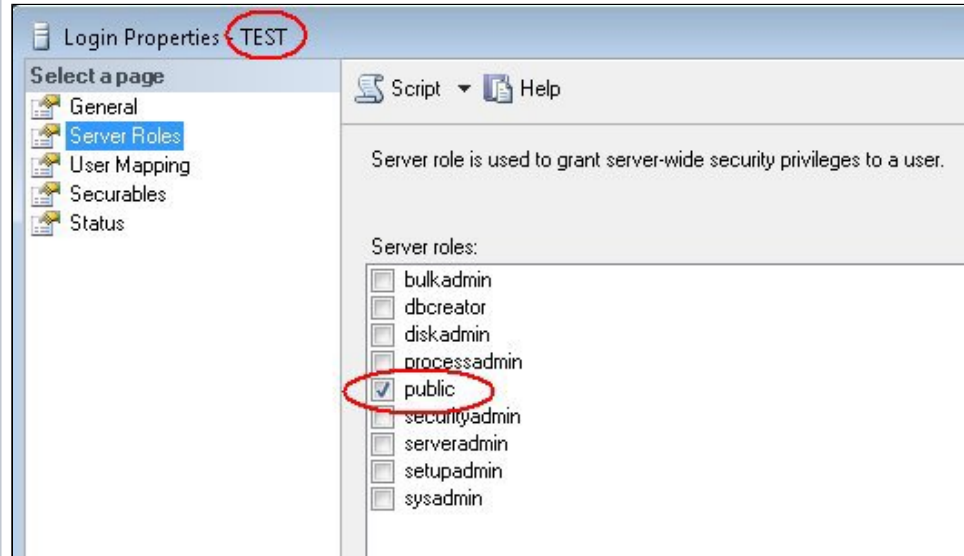 Login Properties - TEST
Select a page
General
Server Roles
User Mapping
Securables
Status
Script Help
Server role is used to grant server-wide security privileges to a user.
Server roles:
bulkadmin
dbcreator
diskadmin
processadmin
public
securityadmin
serveradmin
setupadmin
sysadmin